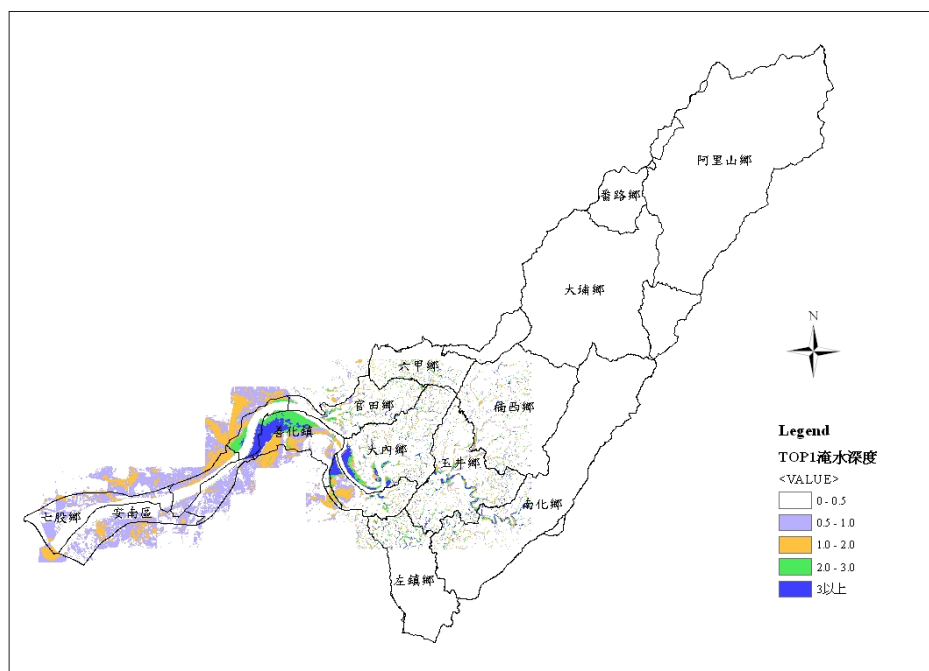 阿里山鄉
番路鄉
大埔鄉
N
六甲鄉
官田鄉
楠西鄉
善化鎮
大內鄉
玉井鄉
南化鄉
七股鄉
安南區
左鎮鄉
Legend
TOP1淹水深度
<VALUE>
0 - 0.5
0.5 - 1.0
1.0 - 2.0
2.0 - 3.0
3以上